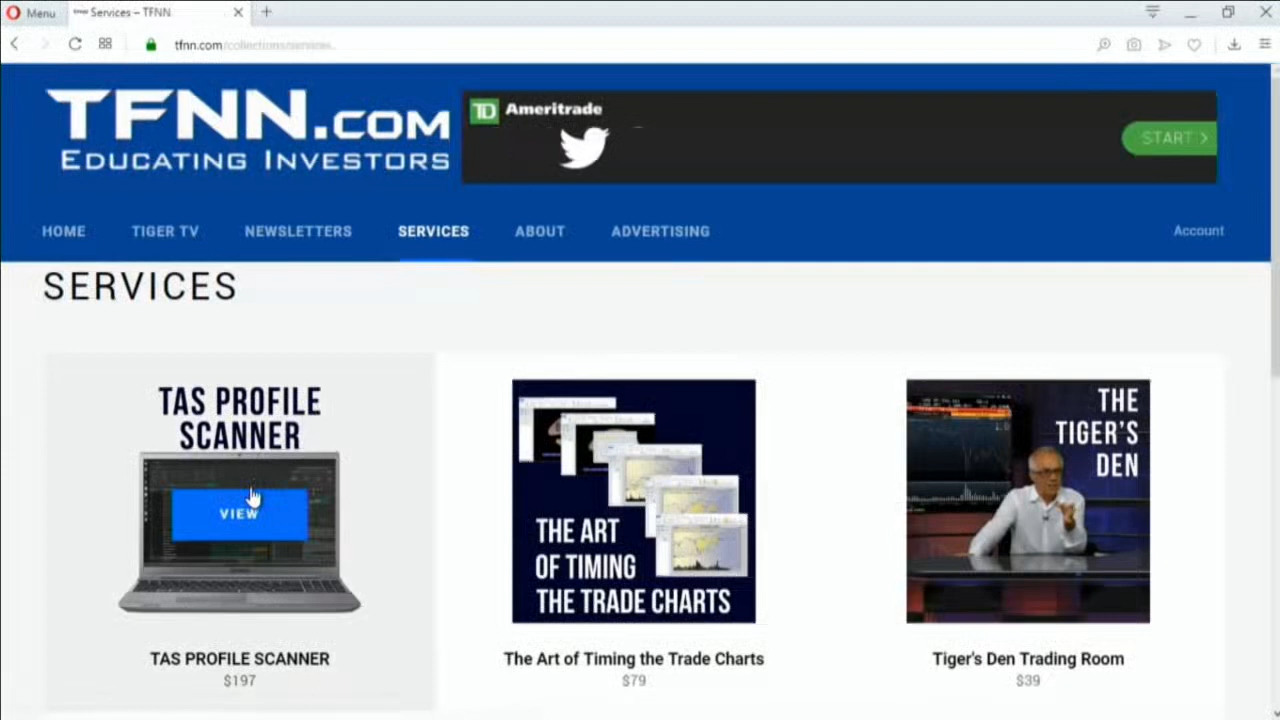 Menu
Services – TFNN
tfnn.com/collections/services
TFNN.COM
EDUCATING INVESTORS
TD Ameritrade
START >
HOME
TIGER TV
NEWSLETTERS
SERVICES
ABOUT
ADVERTISING
Account
SERVICES
TAS PROFILE
SCANNER
VIEW
TAS PROFILE SCANNER
$197
THE ART
OF TIMING
THE TRADE CHARTS
The Art of Timing the Trade Charts
$79
THE
TIGER'S
DEN
Tiger's Den Trading Room
$39